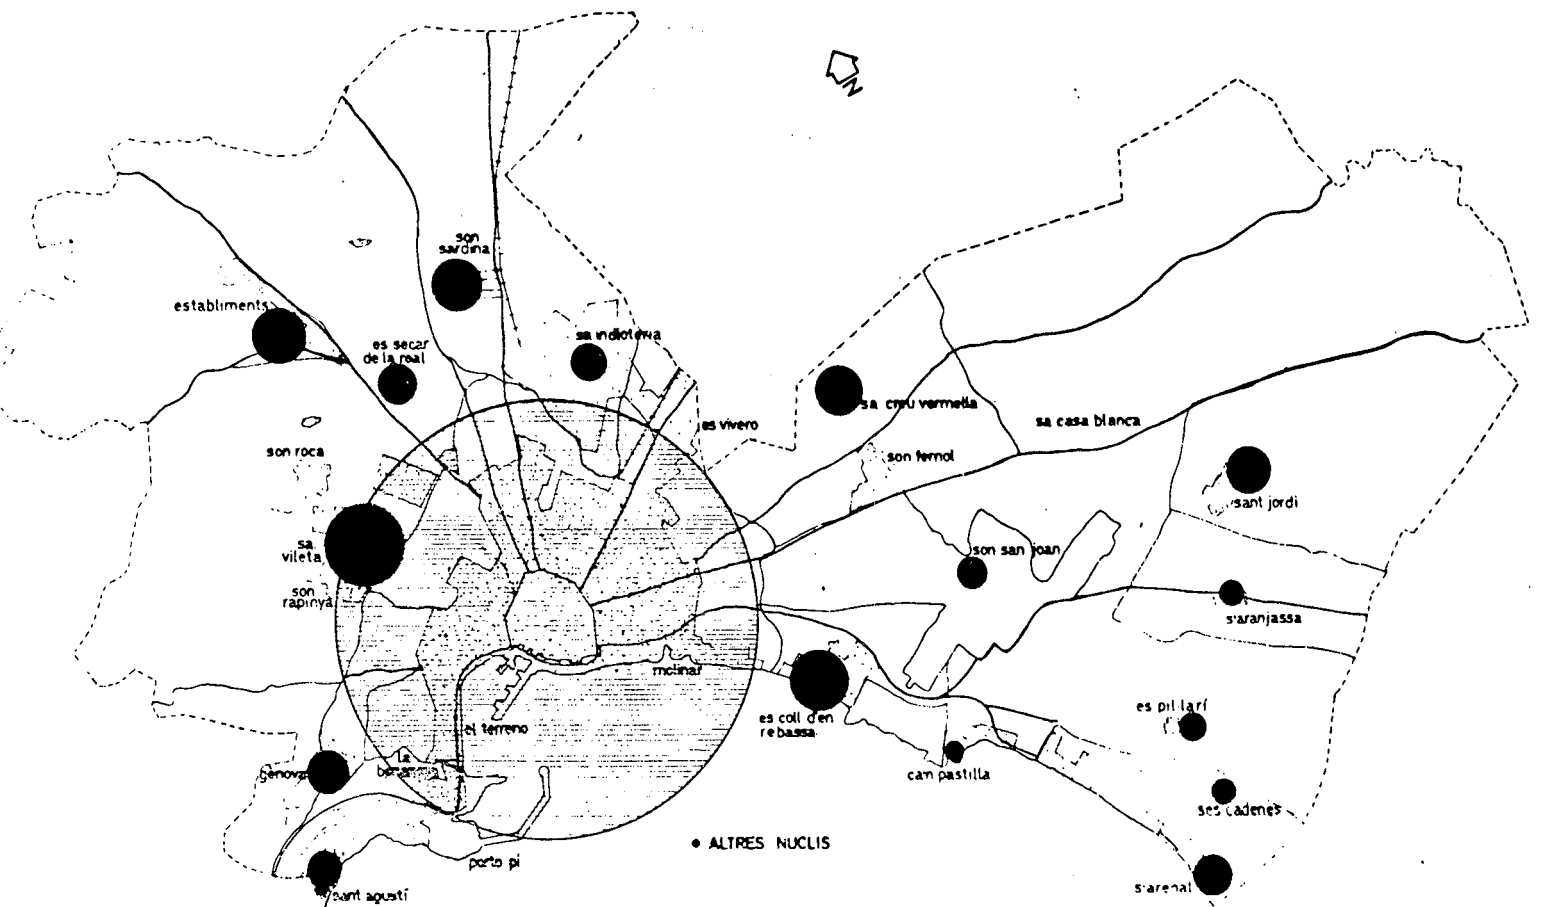 N
son
sardina
establiments
es secar
de la real
sa indioteria
sa creu vermella
sa casa blanca
es vivero
son roca
son ferriol
sant jordi
sa
vileta
son san joan
son
rapinya
s'aranjassa
molinar
es pil·larí
es coll d'en
rebassa
el terreno
la
genova
can pastilla
ses cadenes
• ALTRES NUCLIS
porto pi
s'arenal
sant agustí